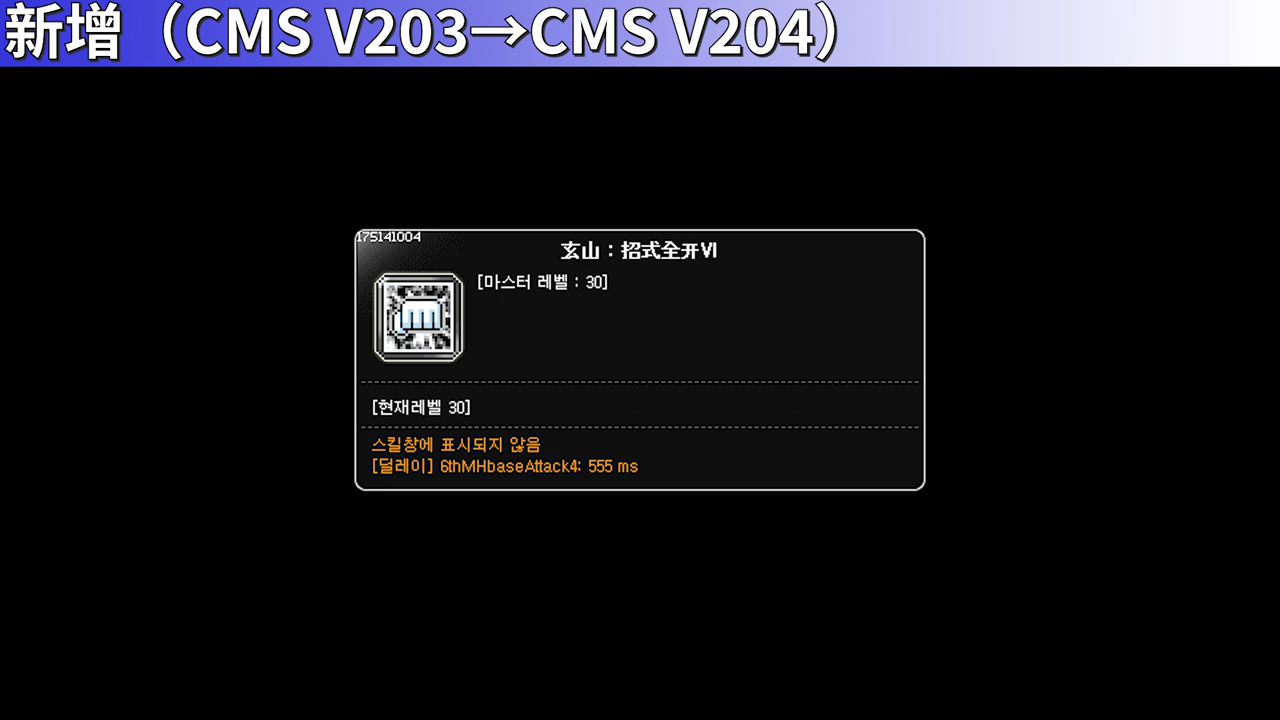 新增（CMS V203→CMS V204）
175141004
玄山：招式全开Ⅵ
[마스터 레벨 : 30]
[현재레벨 30]
스킬창에 표시되지 않음
[딜레이] 6thMHbaseAttack4: 555 ms